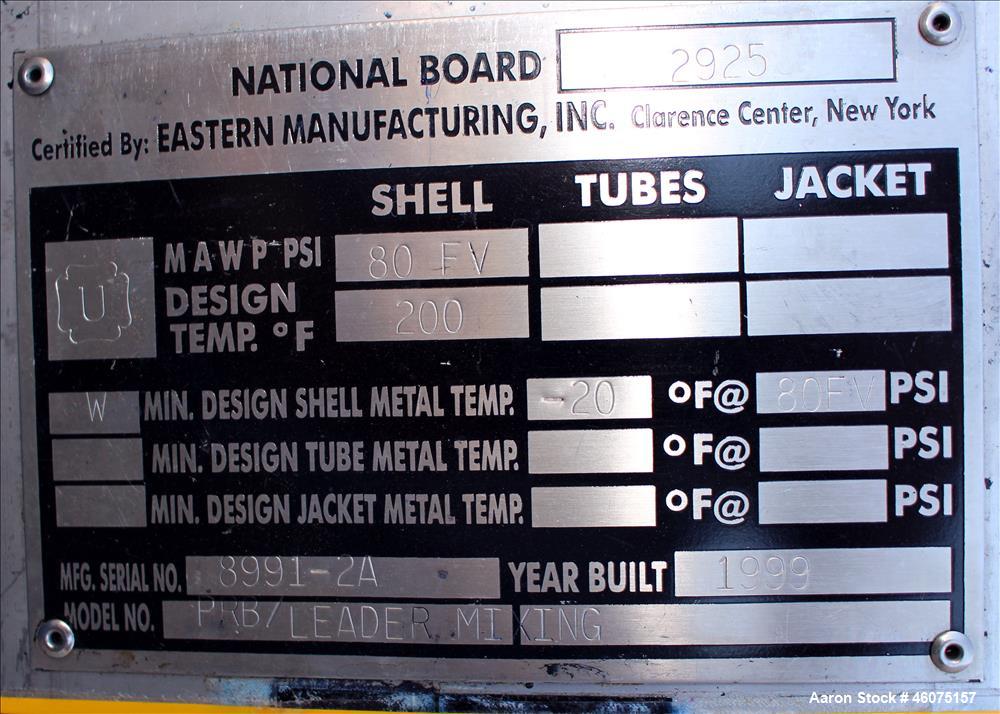 NATIONAL BOARD 2925
Certified By: EASTERN MANUFACTURING, INC. Clarence Center, New York
SHELL TUBES JACKET
U
M A W P PSI 80 FV
DESIGN TEMP. °F 200
W MIN. DESIGN SHELL METAL TEMP. -20 °F@ 80FV PSI
MIN. DESIGN TUBE METAL TEMP. °F@ PSI
MIN. DESIGN JACKET METAL TEMP. °F@ PSI
MFG. SERIAL NO. 8991-2A YEAR BUILT 1999
MODEL NO. PRB/LEADER MIXING
Aaron Stock # 46075157